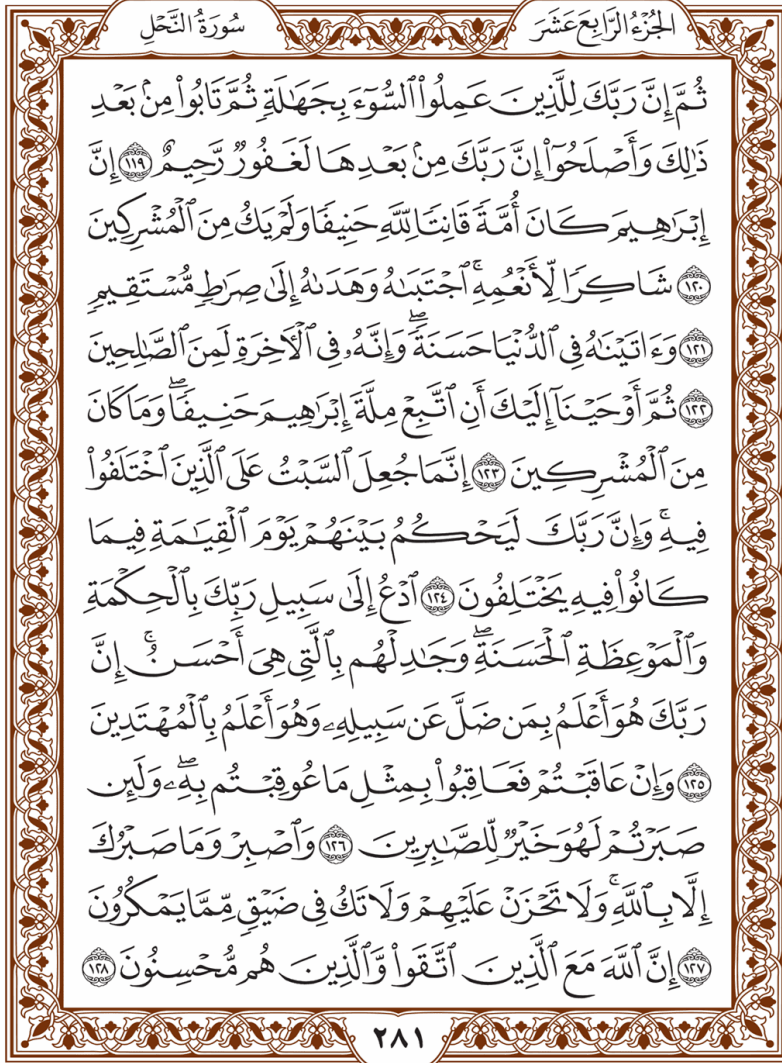 الجُزْءُ الرَّابِعَ عَشَرَ
سُورَةُ النَّحْلِ
ثُمَّ إِنَّ رَبَّكَ لِلَّذِينَ عَمِلُوا۟ ٱلسُّوٓءَ بِجَهَـٰلَةٍ ثُمَّ تَابُوا۟ مِنۢ بَعْدِ
ذَٰلِكَ وَأَصْلَحُوٓا۟ إِنَّ رَبَّكَ مِنۢ بَعْدِهَا لَغَفُورٌ رَّحِيمٌ ١١٩ إِنَّ
إِبْرَٰهِيمَ كَانَ أُمَّةً قَانِتًا لِّلَّهِ حَنِيفًا وَلَمْ يَكُ مِنَ ٱلْمُشْرِكِينَ
١٢٠ شَاكِرًا لِّأَنْعُمِهِ ۚ ٱجْتَبَىٰهُ وَهَدَىٰهُ إِلَىٰ صِرَٰطٍ مُّسْتَقِيمٍ
١٢١ وَءَاتَيْنَـٰهُ فِى ٱلدُّنْيَا حَسَنَةً ۖ وَإِنَّهُۥ فِى ٱلْـَٔاخِرَةِ لَمِنَ ٱلصَّـٰلِحِينَ
١٢٢ ثُمَّ أَوْحَيْنَآ إِلَيْكَ أَنِ ٱتَّبِعْ مِلَّةَ إِبْرَٰهِيمَ حَنِيفًا ۖ وَمَا كَانَ
مِنَ ٱلْمُشْرِكِينَ ١٢٣ إِنَّمَا جُعِلَ ٱلسَّبْتُ عَلَى ٱلَّذِينَ ٱخْتَلَفُوا۟
فِيهِ ۚ وَإِنَّ رَبَّكَ لَيَحْكُمُ بَيْنَهُمْ يَوْمَ ٱلْقِيَـٰمَةِ فِيمَا
كَانُوا۟ فِيهِ يَخْتَلِفُونَ ١٢٤ ٱدْعُ إِلَىٰ سَبِيلِ رَبِّكَ بِٱلْحِكْمَةِ
وَٱلْمَوْعِظَةِ ٱلْحَسَنَةِ ۖ وَجَـٰدِلْهُم بِٱلَّتِى هِىَ أَحْسَنُ ۚ إِنَّ
رَبَّكَ هُوَ أَعْلَمُ بِمَن ضَلَّ عَن سَبِيلِهِۦ وَهُوَ أَعْلَمُ بِٱلْمُهْتَدِينَ
١٢٥ وَإِنْ عَاقَبْتُمْ فَعَاقِبُوا۟ بِمِثْلِ مَا عُوقِبْتُم بِهِۦ ۖ وَلَئِن
صَبَرْتُمْ لَهُوَ خَيْرٌ لِّلصَّـٰبِرِينَ ١٢٦ وَٱصْبِرْ وَمَا صَبْرُكَ
إِلَّا بِٱللَّهِ ۚ وَلَا تَحْزَنْ عَلَيْهِمْ وَلَا تَكُ فِى ضَيْقٍ مِّمَّا يَمْكُرُونَ
١٢٧ إِنَّ ٱللَّهَ مَعَ ٱلَّذِينَ ٱتَّقَوا۟ وَّٱلَّذِينَ هُم مُّحْسِنُونَ ١٢٨
٢٨١